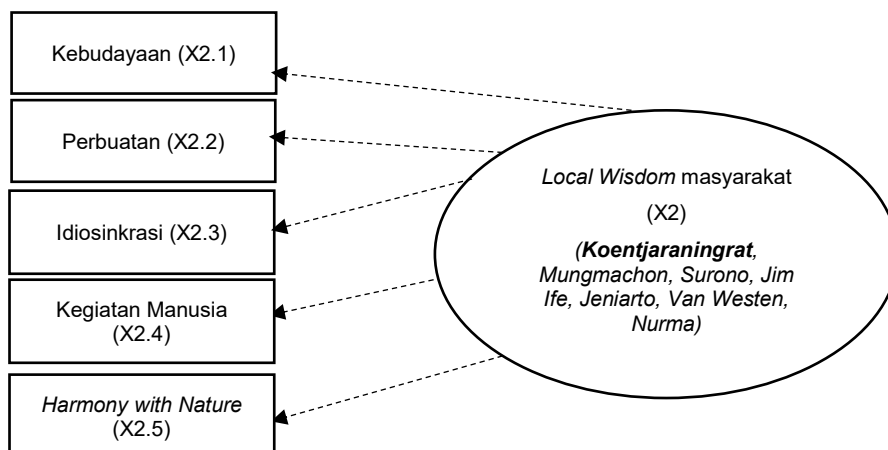 Kebudayaan (X2.1)
Perbuatan (X2.2)
Idiosinkrasi (X2.3)
Kegiatan Manusia
(X2.4)
Harmony with Nature
(X2.5)
Local Wisdom masyarakat
(X2)
(Koentjaraningrat,
Mungmachon, Surono, Jim
Ife, Jeniarto, Van Westen,
Nurma)